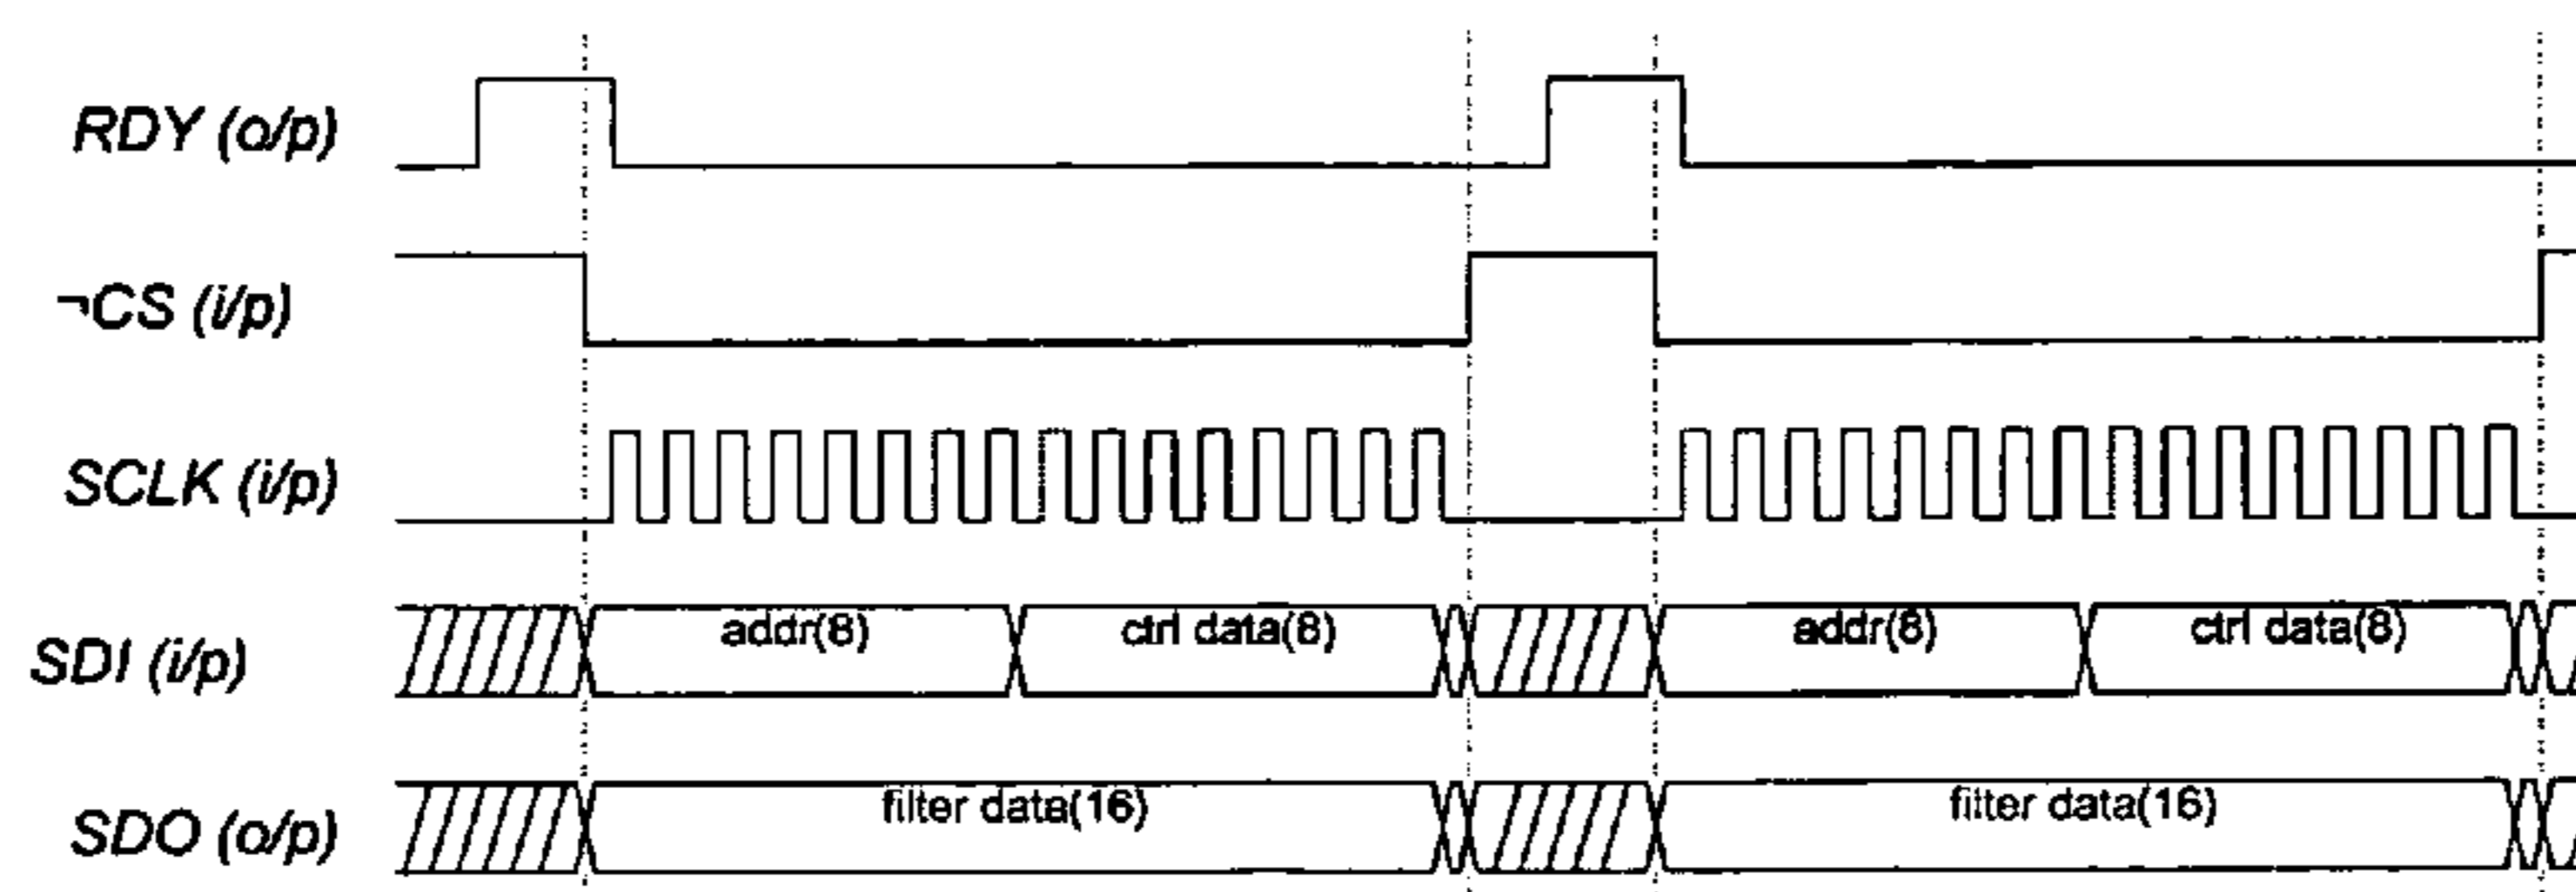 RDY (o/p)
¬CS (i/p)
SCLK (i/p)
SDI (i/p) addr(8) ctrl data(8) addr(8) ctrl data(8)
SDO (o/p) filter data(16) filter data(16)